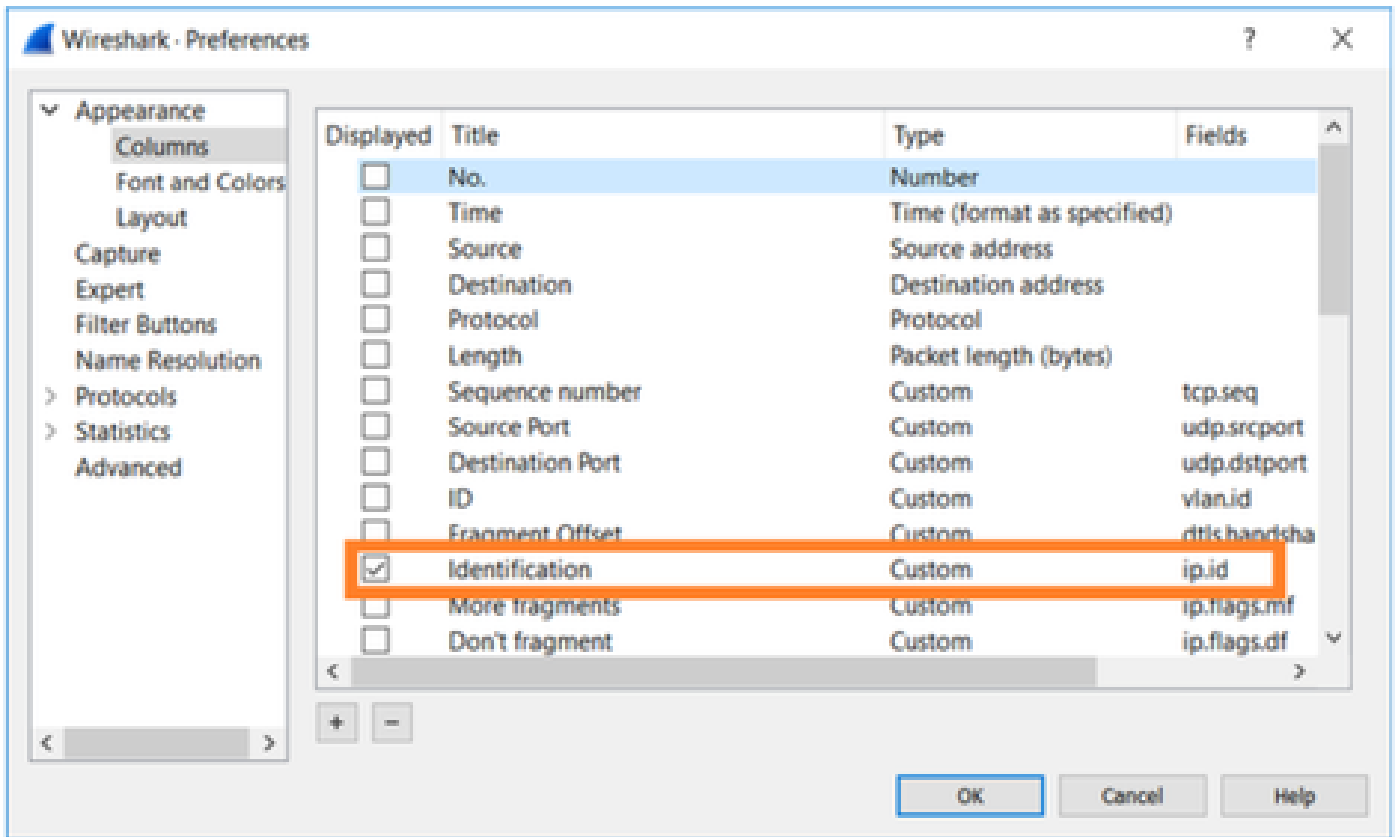 Wireshark · Preferences
?
Appearance
Columns
Font and Colors
Layout
Capture
Expert
Filter Buttons
Name Resolution
Protocols
Statistics
Advanced
Displayed Title Type Fields
No. Number
Time Time (format as specified)
Source Source address
Destination Destination address
Protocol Protocol
Length Packet length (bytes)
Sequence number Custom tcp.seq
Source Port Custom udp.srcport
Destination Port Custom udp.dstport
ID Custom vlan.id
Fragment Offset Custom dtls.handsha
Identification Custom ip.id
More fragments Custom ip.flags.mf
Don't fragment Custom ip.flags.df
+ −
OK Cancel Help